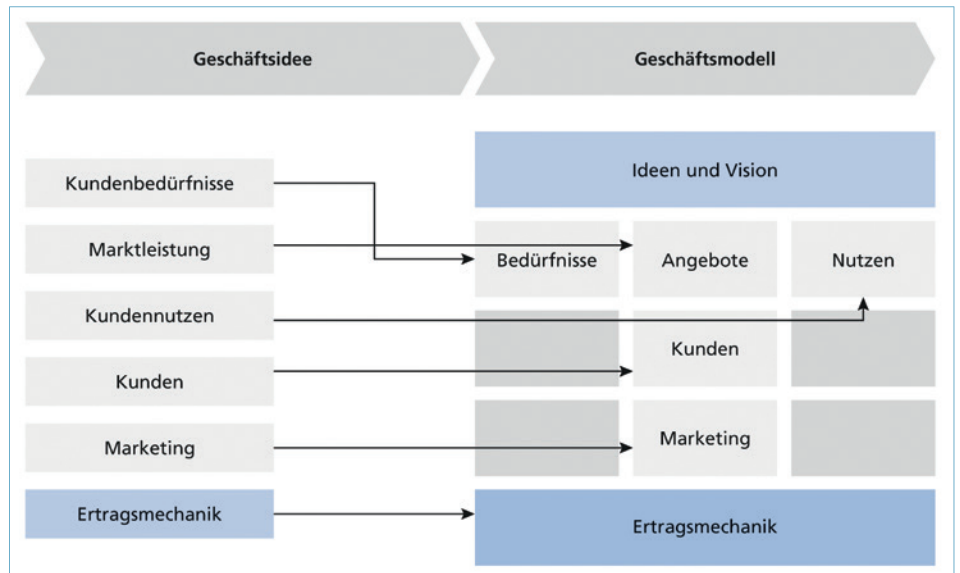 Geschäftsidee
Geschäftsmodell
Kundenbedürfnisse
Marktleistung
Kundennutzen
Kunden
Marketing
Ertragsmechanik
Ideen und Vision
Bedürfnisse
Angebote
Nutzen
Kunden
Marketing
Ertragsmechanik